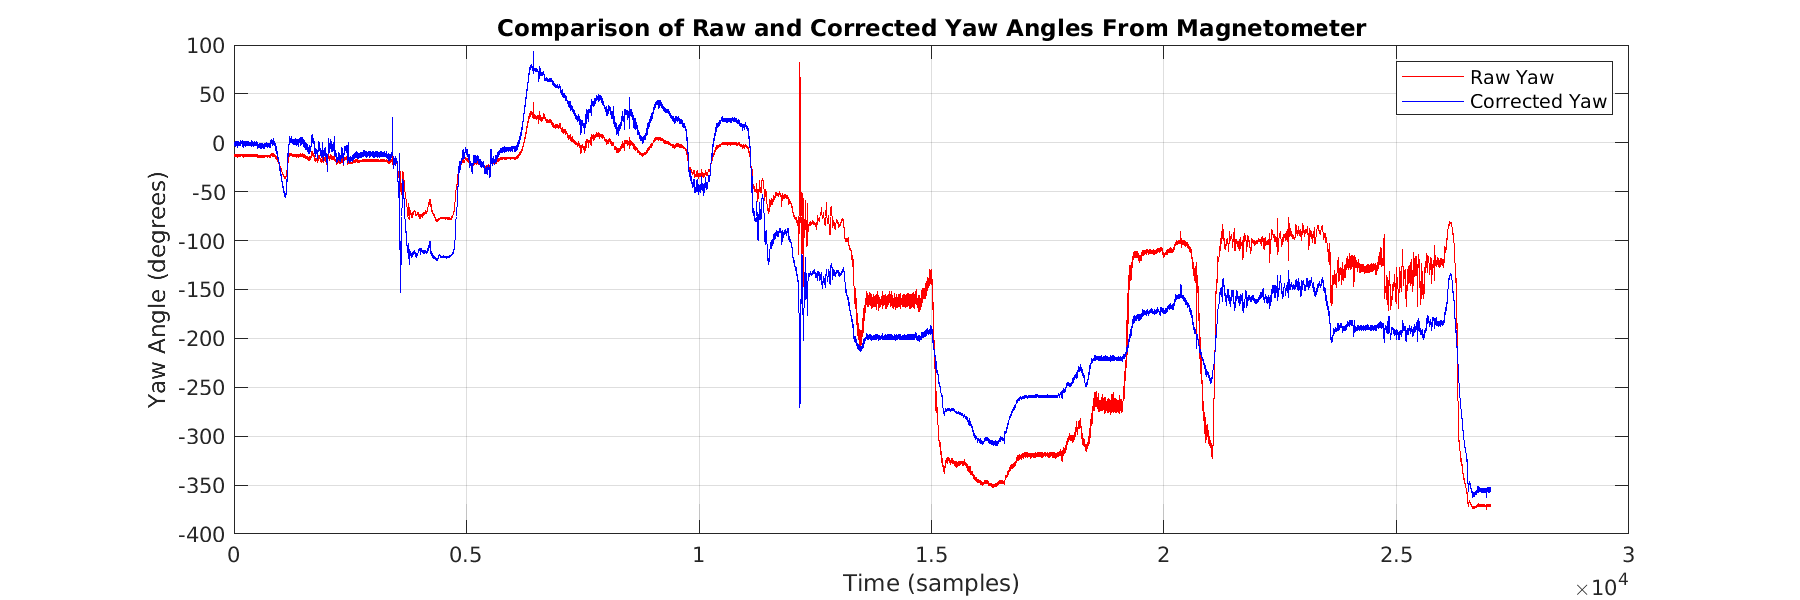 Comparison of Raw and Corrected Yaw Angles From Magnetometer
Yaw Angle (degrees)
100
50
0
-50
-100
-150
-200
-250
-300
-350
-400
Raw Yaw
Corrected Yaw
0 0.5 1 1.5 2 2.5 3
Time (samples)
×10⁴